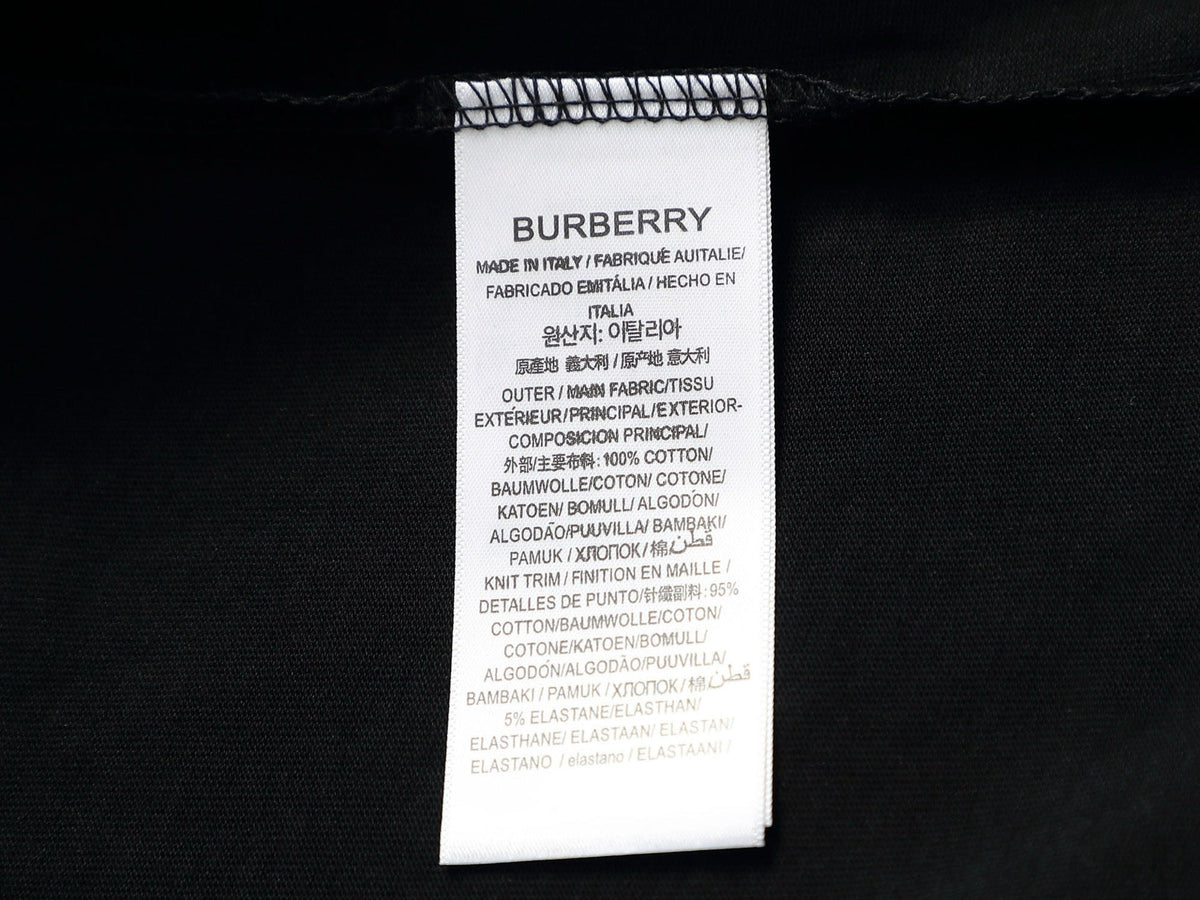 BURBERRY
MADE IN ITALY / FABRIQUÉ AUITALIE/
FABRICADO EMITÁLIA / HECHO EN
ITALIA
원산지: 이탈리아
原產地 義大利 / 原产地 意大利
OUTER / MAIN FABRIC/TISSU
EXTÉRIEUR/PRINCIPAL/EXTERIOR-
COMPOSICION PRINCIPAL/
外部/主要布料: 100% COTTON/
BAUMWOLLE/COTON/ COTONE/
KATOEN/ BOMULL/ ALGODÓN/
ALGODÃO/PUUVILLA/ BAMBAKI/
PAMUK / ХЛОПОК/ 棉/قطن
KNIT TRIM / FINITION EN MAILLE /
DETALLES DE PUNTO/针纖副料: 95%
COTTON/BAUMWOLLE/COTON/
COTONE/KATOEN/BOMULL/
ALGODÓN/ALGODÃO/PUUVILLA/
BAMBAKI / PAMUK / ХЛОПОК / 棉/قطن
5% ELASTANE/ELASTHAN/
ELASTHANE/ ELASTAAN/ ELASTAN/
ELASTANO / elastano / ELASTAANI /